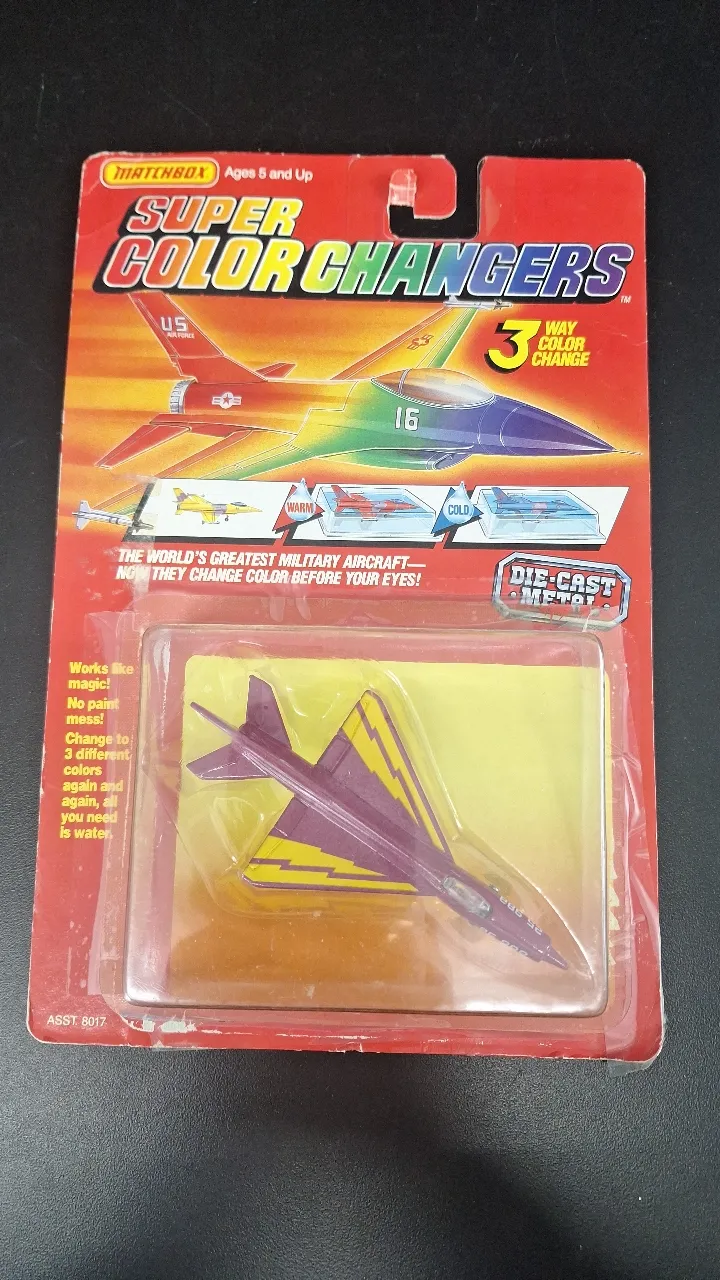 MATCHBOX
Ages 5 and Up
SUPER
COLOR CHANGERS
TM
3 WAY
COLOR
CHANGE
US
AIR FORCE
16
WARM
COLD
THE WORLD'S GREATEST MILITARY AIRCRAFT—
NOW THEY CHANGE COLOR BEFORE YOUR EYES!
DIE-CAST
• METAL •
Works like
magic!
No paint
mess!
Change to
3 different
colors
again and
again, all
you need
is water.
ASST. 8017